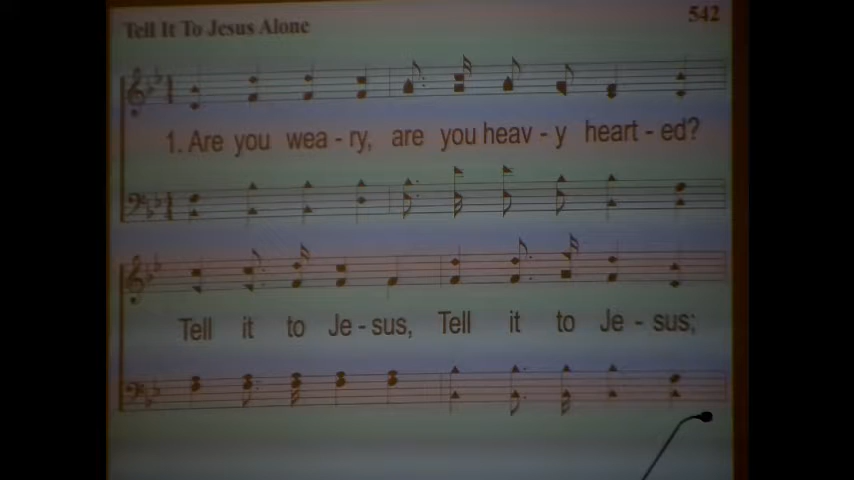 Tell It To Jesus Alone
542
1. Are you wea - ry, are you heav - y heart - ed?
Tell it to Je - sus, Tell it to Je - sus;